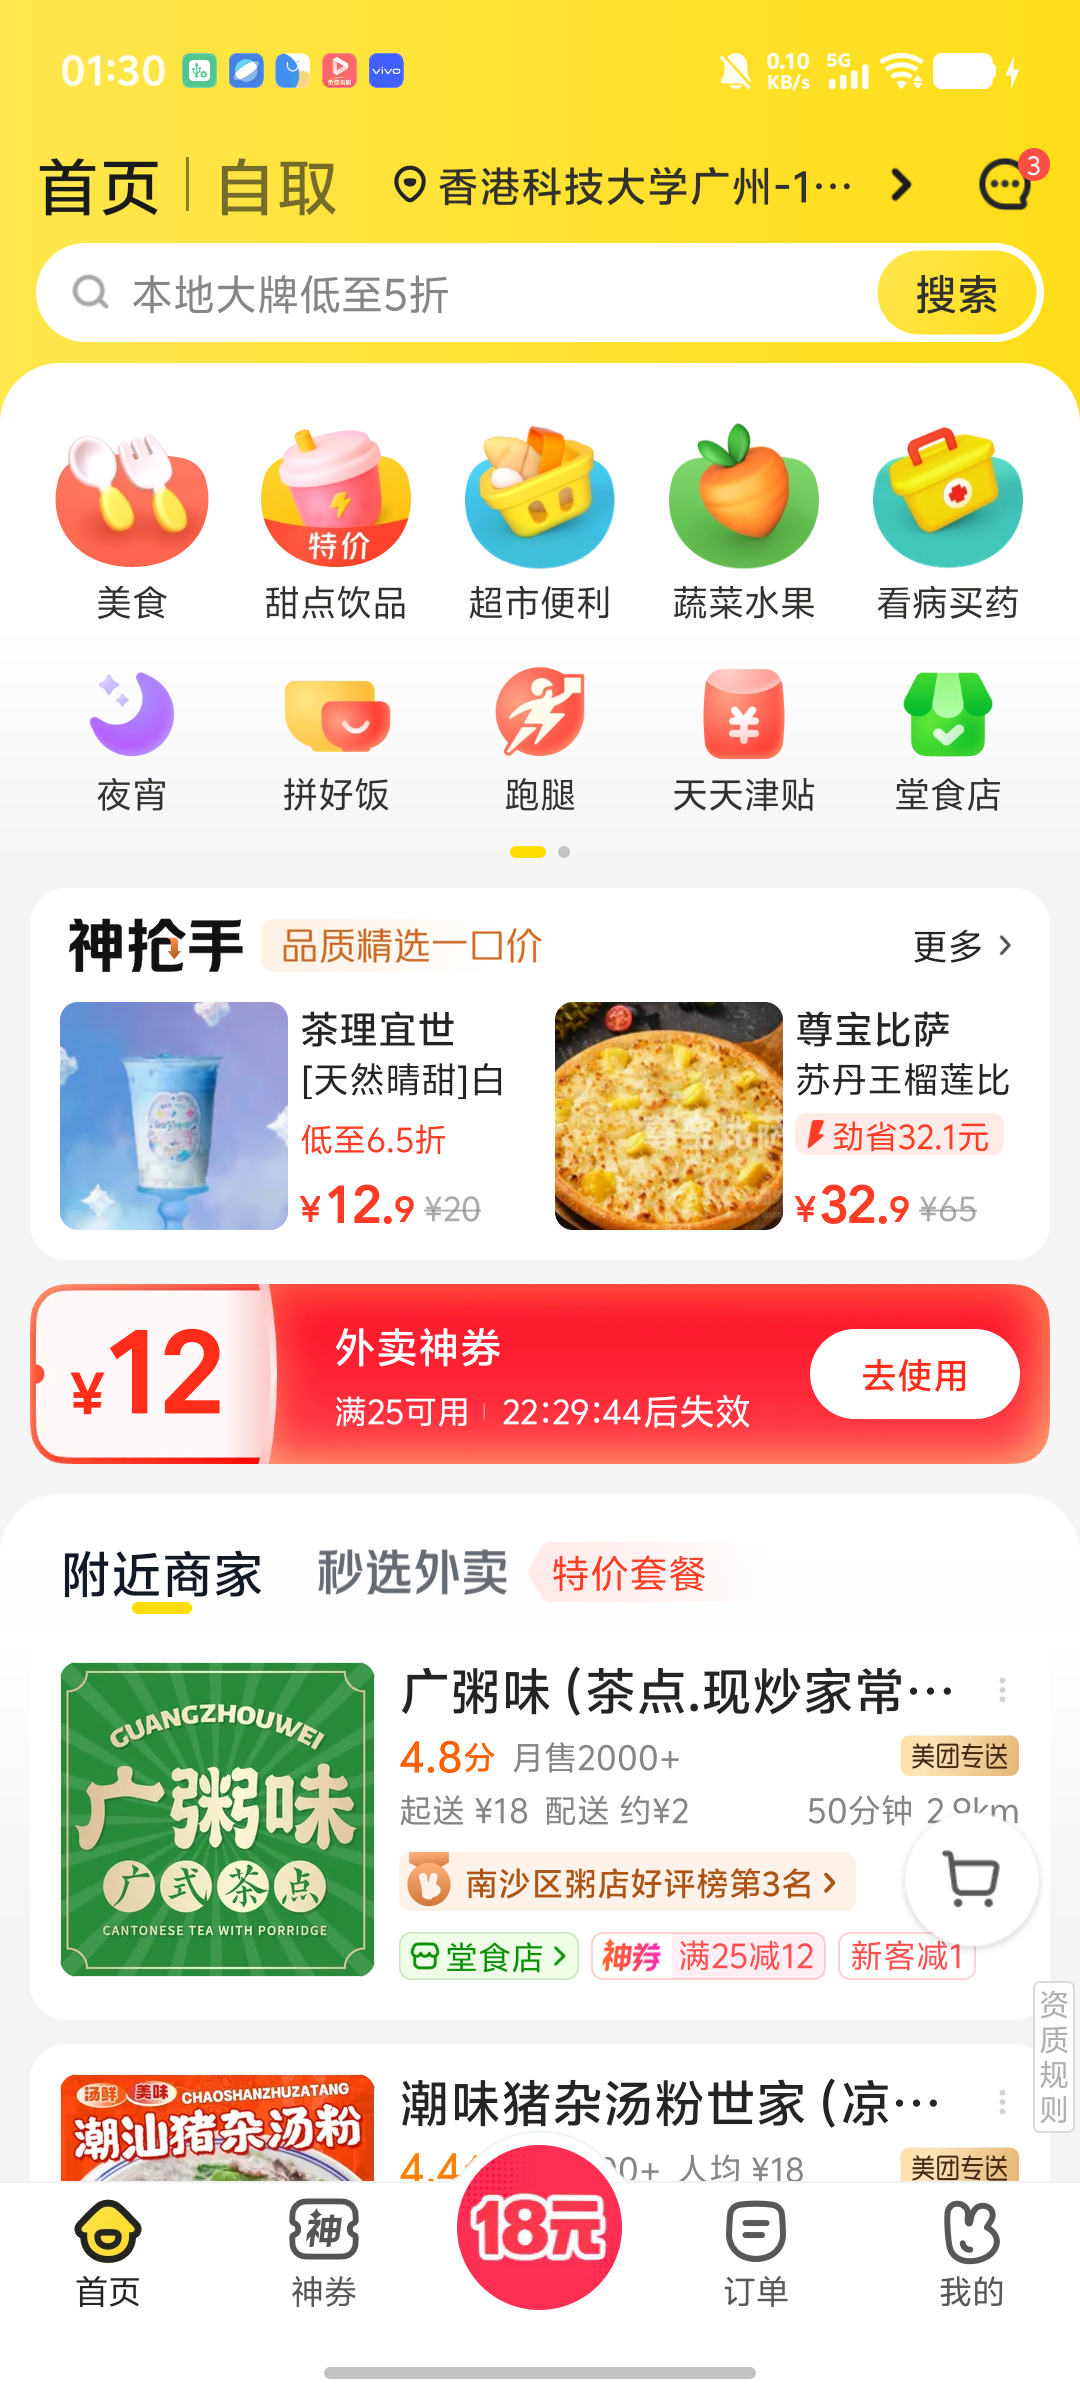 01:30
vivo
0.10 KB/s
5G
首页
自取
香港科技大学广州-1···
3
本地大牌低至5折
搜索
特价
美食
甜点饮品
超市便利
蔬菜水果
看病买药
夜宵
拼好饭
跑腿
天天津贴
堂食店
神抢手
品质精选一口价
更多
茶理宜世
[天然晴甜]白
低至6.5折
¥12.9 ¥20
尊宝比萨
苏丹王榴莲比
劲省32.1元
¥32.9 ¥65
¥12
外卖神券
满25可用
22:29:44后失效
去使用
附近商家
秒选外卖
特价套餐
GUANGZHOUWEI
广粥味
广式茶点
CANTONESE TEA WITH PORRIDGE
广粥味(茶点.现炒家常···
4.8分 月售2000+
美团专送
起送 ¥18 配送 约¥2
50分钟 2.9km
南沙区粥店好评榜第3名
堂食店
神券 满25减12
新客减1
资质规则
汤鲜 美味 CHAOSHANZHUZATANG
潮汕猪杂汤粉
潮味猪杂汤粉世家(凉···
4.4
00+ 人均 ¥18
美团专送
18元
首页
神
神券
订单
我的